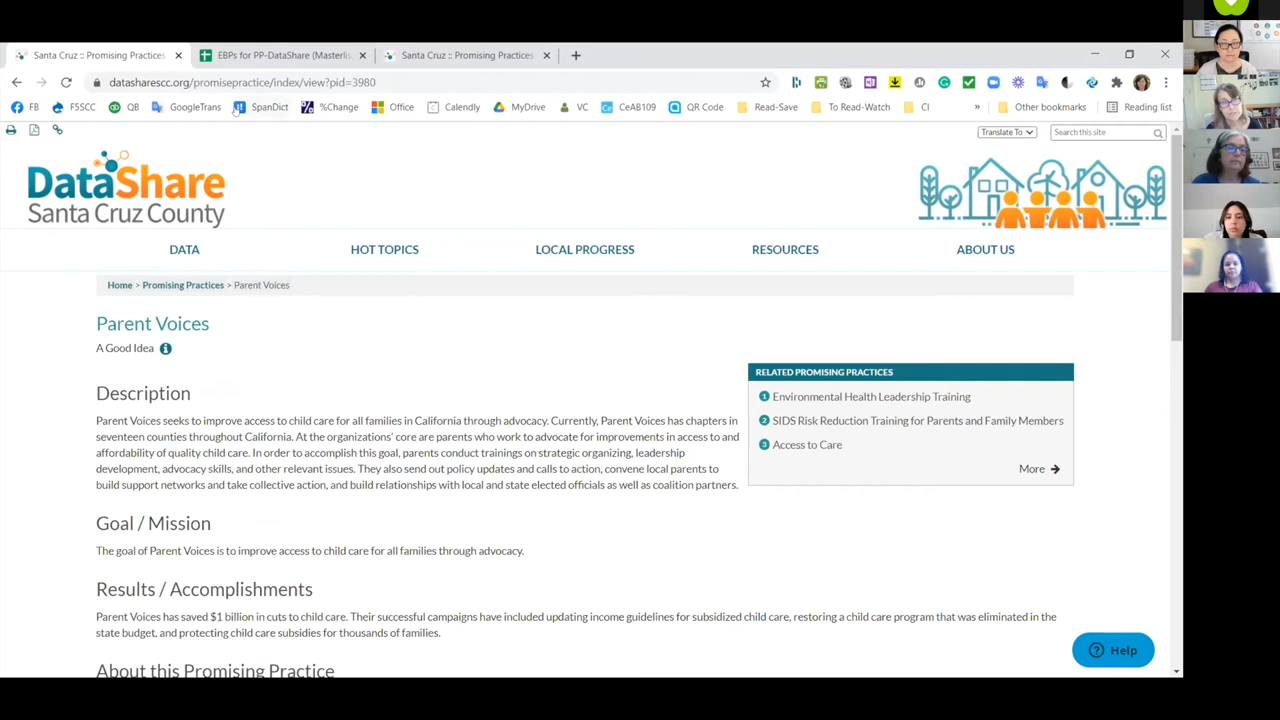 Santa Cruz :: Promising Practices
EBPs for PP-DataShare (Masterlis
Santa Cruz :: Promising Practices
datasharescc.org/promisepractice/index/view?pid=3980
FB
F5SCC
QB
GoogleTrans
SpanDict
%Change
Office
Calendly
MyDrive
VC
CeAB109
QR Code
Read-Save
To Read-Watch
CI
»
Other bookmarks
Reading list
Translate To
Search this site
DataShare
Santa Cruz County
DATA
HOT TOPICS
LOCAL PROGRESS
RESOURCES
ABOUT US
Home > Promising Practices > Parent Voices
Parent Voices
A Good Idea
Description
Parent Voices seeks to improve access to child care for all families in California through advocacy. Currently, Parent Voices has chapters in
seventeen counties throughout California. At the organizations' core are parents who work to advocate for improvements in access to and
affordability of quality child care. In order to accomplish this goal, parents conduct trainings on strategic organizing, leadership
development, advocacy skills, and other relevant issues. They also send out policy updates and calls to action, convene local parents to
build support networks and take collective action, and build relationships with local and state elected officials as well as coalition partners.
RELATED PROMISING PRACTICES
1 Environmental Health Leadership Training
2 SIDS Risk Reduction Training for Parents and Family Members
3 Access to Care
More
Goal / Mission
The goal of Parent Voices is to improve access to child care for all families through advocacy.
Results / Accomplishments
Parent Voices has saved $1 billion in cuts to child care. Their successful campaigns have included updating income guidelines for subsidized child care, restoring a child care program that was eliminated in the
state budget, and protecting child care subsidies for thousands of families.
About this Promising Practice
Help